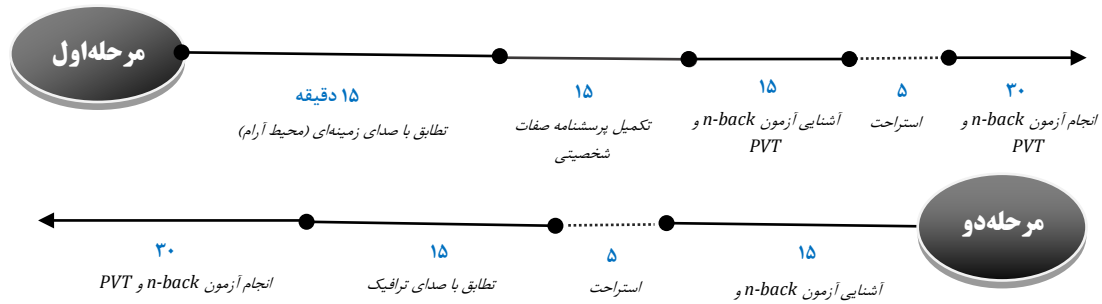 مرحله‌اول
۱۵ دقیقه
تطابق با صدای زمینه‌ای (محیط آرام)
۱۵
تکمیل پرسشنامه صفات
شخصیتی
۱۵
آشنایی آزمون n-back و
PVT
۵
استراحت
۳۰
انجام آزمون n-back و
PVT
مرحله‌دو
۱۵
آشنایی آزمون n-back و
۵
استراحت
۱۵
تطابق با صدای ترافیک
۳۰
انجام آزمون n-back و PVT